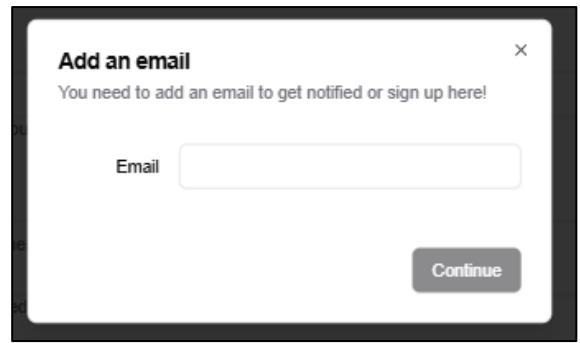 Add an email
You need to add an email to get notified or sign up here!
Email
Continue